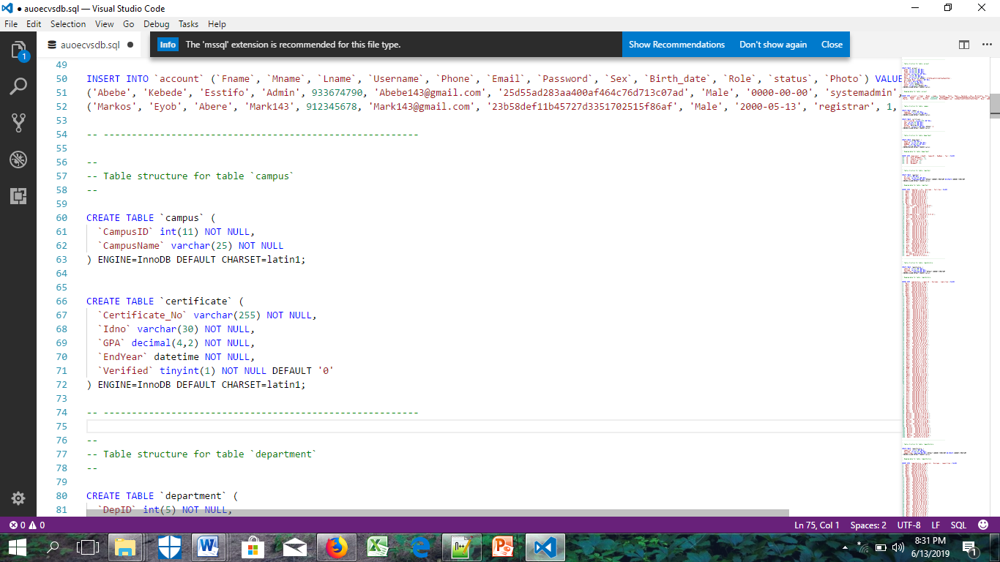 ● auoecvsdb.sql — Visual Studio Code
File Edit Selection View Go Debug Tasks Help
auoecvsdb.sql ●
Info The 'mssql' extension is recommended for this file type. Show Recommendations Don't show again Close
1
49
50 INSERT INTO `account` (`Fname`, `Mname`, `Lname`, `Username`, `Phone`, `Email`, `Password`, `Sex`, `Birth_date`, `Role`, `status`, `Photo`) VALUE
51 ('Abebe', 'Kebede', 'Esstifo', 'Admin', 933674790, 'Abebe143@gmail.com', '25d55ad283aa400af464c76d713c07ad', 'Male', '0000-00-00', 'systemadmin',
52 ('Markos', 'Eyob', 'Abere', 'Mark143', 912345678, 'Mark143@gmail.com', '23b58def11b45727d3351702515f86af', 'Male', '2000-05-13', 'registrar', 1,
53
54 -- --------------------------------------------------------
55
56 --
57 -- Table structure for table `campus`
58 --
59
60 CREATE TABLE `campus` (
61 `CampusID` int(11) NOT NULL,
62 `CampusName` varchar(25) NOT NULL
63 ) ENGINE=InnoDB DEFAULT CHARSET=latin1;
64
65
66 CREATE TABLE `certificate` (
67 `Certificate_No` varchar(255) NOT NULL,
68 `Idno` varchar(30) NOT NULL,
69 `GPA` decimal(4,2) NOT NULL,
70 `EndYear` datetime NOT NULL,
71 `Verified` tinyint(1) NOT NULL DEFAULT '0'
72 ) ENGINE=InnoDB DEFAULT CHARSET=latin1;
73
74 -- --------------------------------------------------------
75
76 --
77 -- Table structure for table `department`
78 --
79
80 CREATE TABLE `department` (
81 `DepID` int(5) NOT NULL,
0 0 Ln 75, Col 1 Spaces: 2 UTF-8 LF SQL
8:31 PM
6/13/2019
1